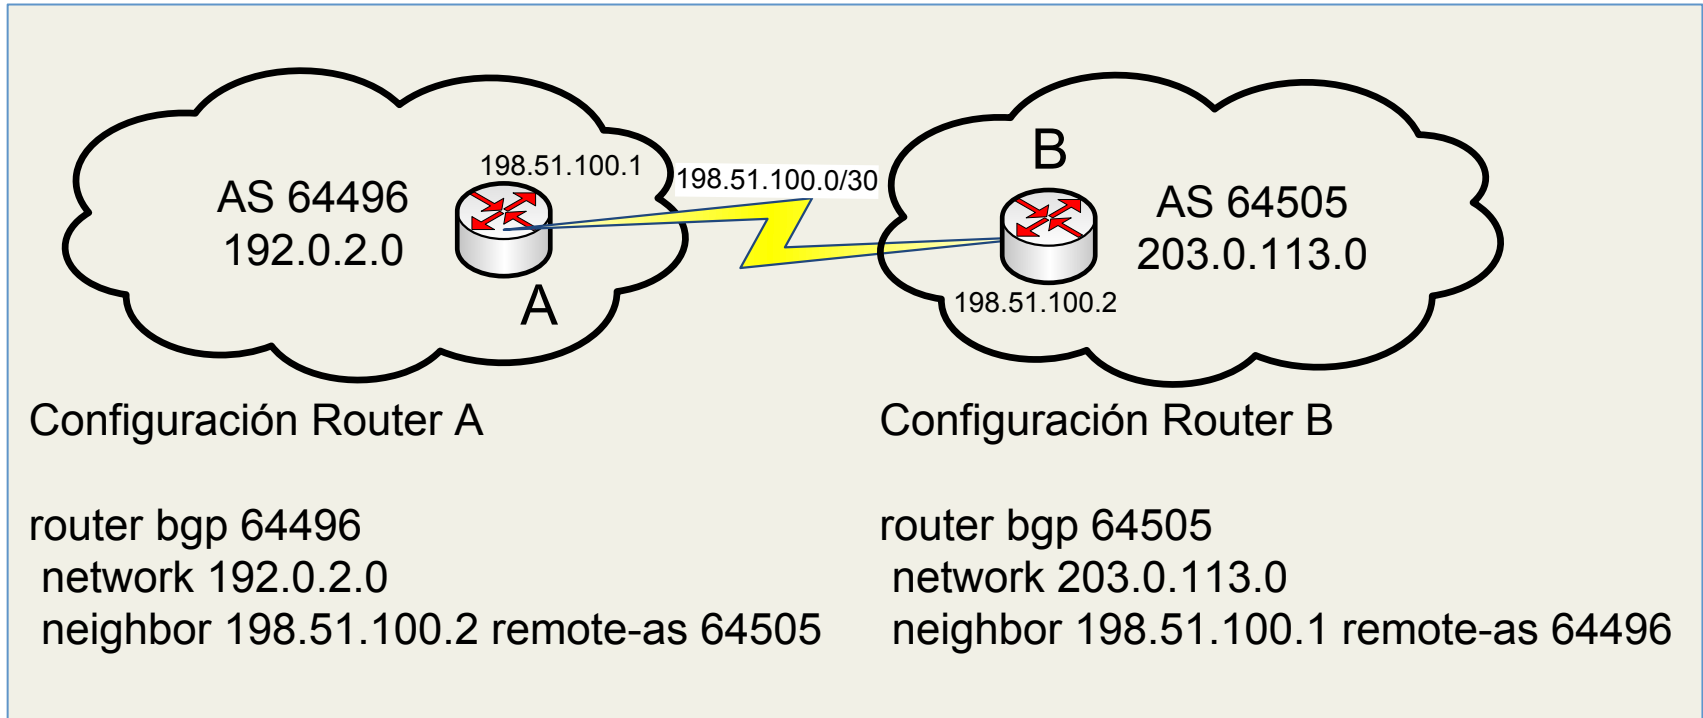 198.51.100.1
AS 64496
192.0.2.0
A
198.51.100.0/30
B
AS 64505
203.0.113.0
198.51.100.2
Configuración Router A
router bgp 64496
network 192.0.2.0
neighbor 198.51.100.2 remote-as 64505
Configuración Router B
router bgp 64505
network 203.0.113.0
neighbor 198.51.100.1 remote-as 64496